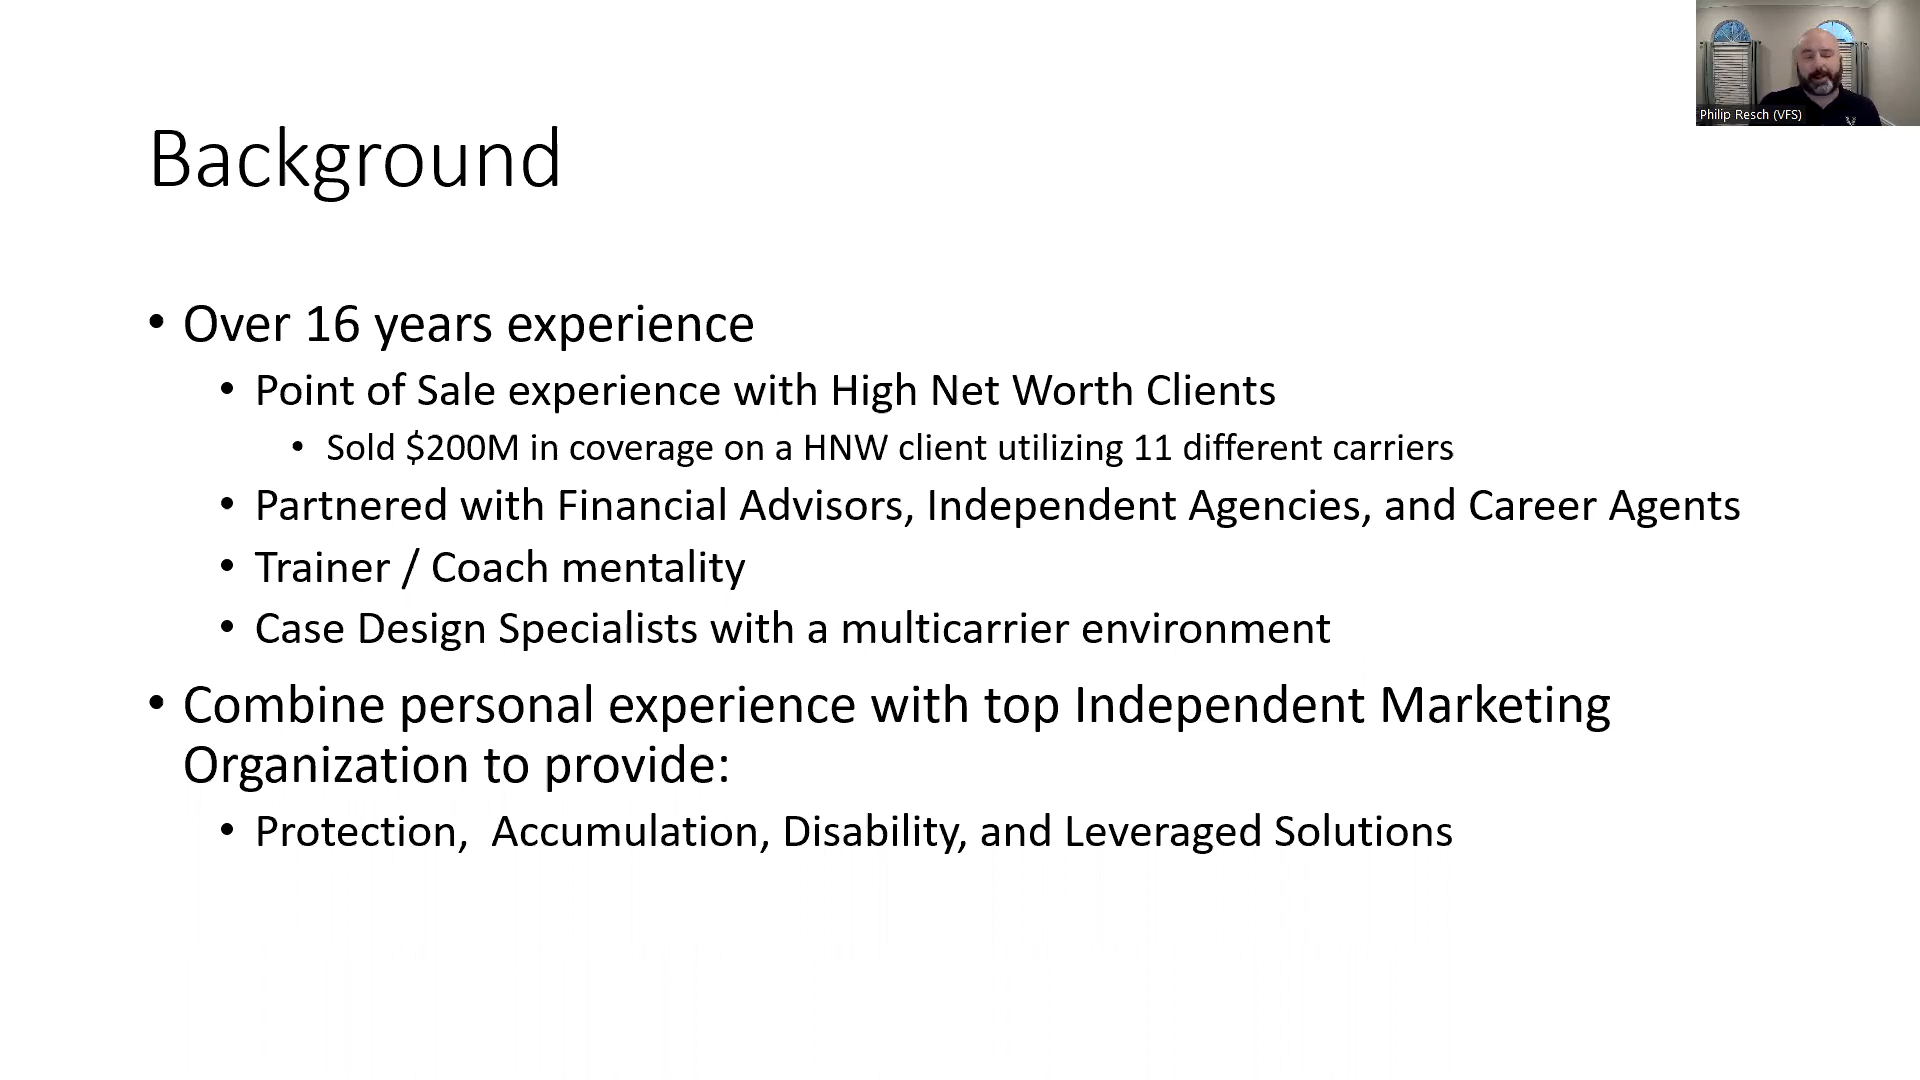 Philip Resch (VFS)
Background
• Over 16 years experience
• Point of Sale experience with High Net Worth Clients
• Sold $200M in coverage on a HNW client utilizing 11 different carriers
• Partnered with Financial Advisors, Independent Agencies, and Career Agents
• Trainer / Coach mentality
• Case Design Specialists with a multicarrier environment
• Combine personal experience with top Independent Marketing
Organization to provide:
• Protection,  Accumulation, Disability, and Leveraged Solutions